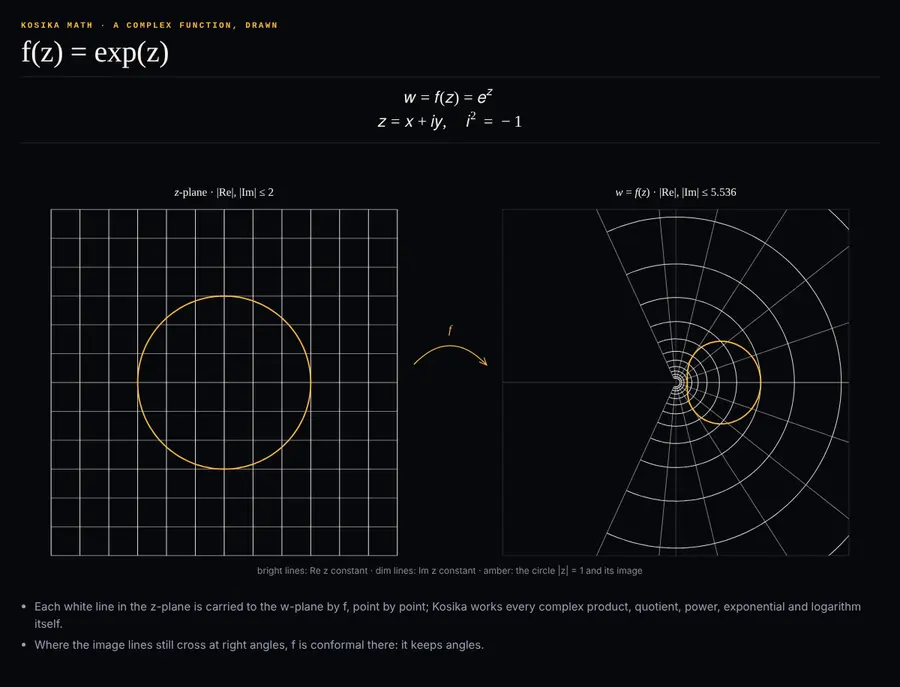 KOSIKA MATH · A COMPLEX FUNCTION, DRAWN
f(z) = exp(z)
w = f(z) = e^z
z = x + iy, i² = −1
z-plane · |Re|, |Im| ≤ 2
w = f(z) · |Re|, |Im| ≤ 5.536
f
bright lines: Re z constant · dim lines: Im z constant · amber: the circle |z| = 1 and its image
• Each white line in the z-plane is carried to the w-plane by f, point by point; Kosika works every complex product, quotient, power, exponential and logarithm
itself.
• Where the image lines still cross at right angles, f is conformal there: it keeps angles.